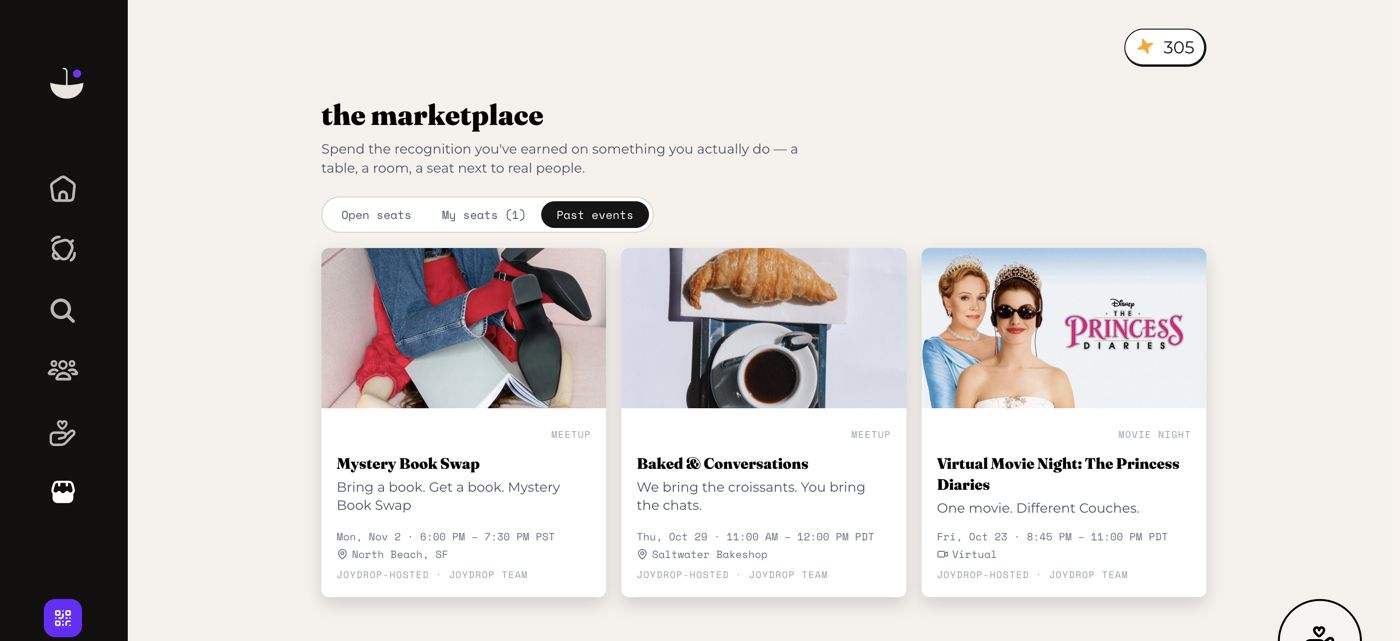 305
the marketplace
Spend the recognition you've earned on something you actually do — a
table, a room, a seat next to real people.
Open seats My seats (1) Past events
Disney
THE
PRINCESS
DIARIES
MEETUP
Mystery Book Swap
Bring a book. Get a book. Mystery
Book Swap
Mon, Nov 2 · 6:00 PM – 7:30 PM PST
North Beach, SF
JOYDROP-HOSTED · JOYDROP TEAM
MEETUP
Baked & Conversations
We bring the croissants. You bring
the chats.
Thu, Oct 29 · 11:00 AM – 12:00 PM PDT
Saltwater Bakeshop
JOYDROP-HOSTED · JOYDROP TEAM
MOVIE NIGHT
Virtual Movie Night: The Princess
Diaries
One movie. Different Couches.
Fri, Oct 23 · 8:45 PM – 11:00 PM PDT
Virtual
JOYDROP-HOSTED · JOYDROP TEAM